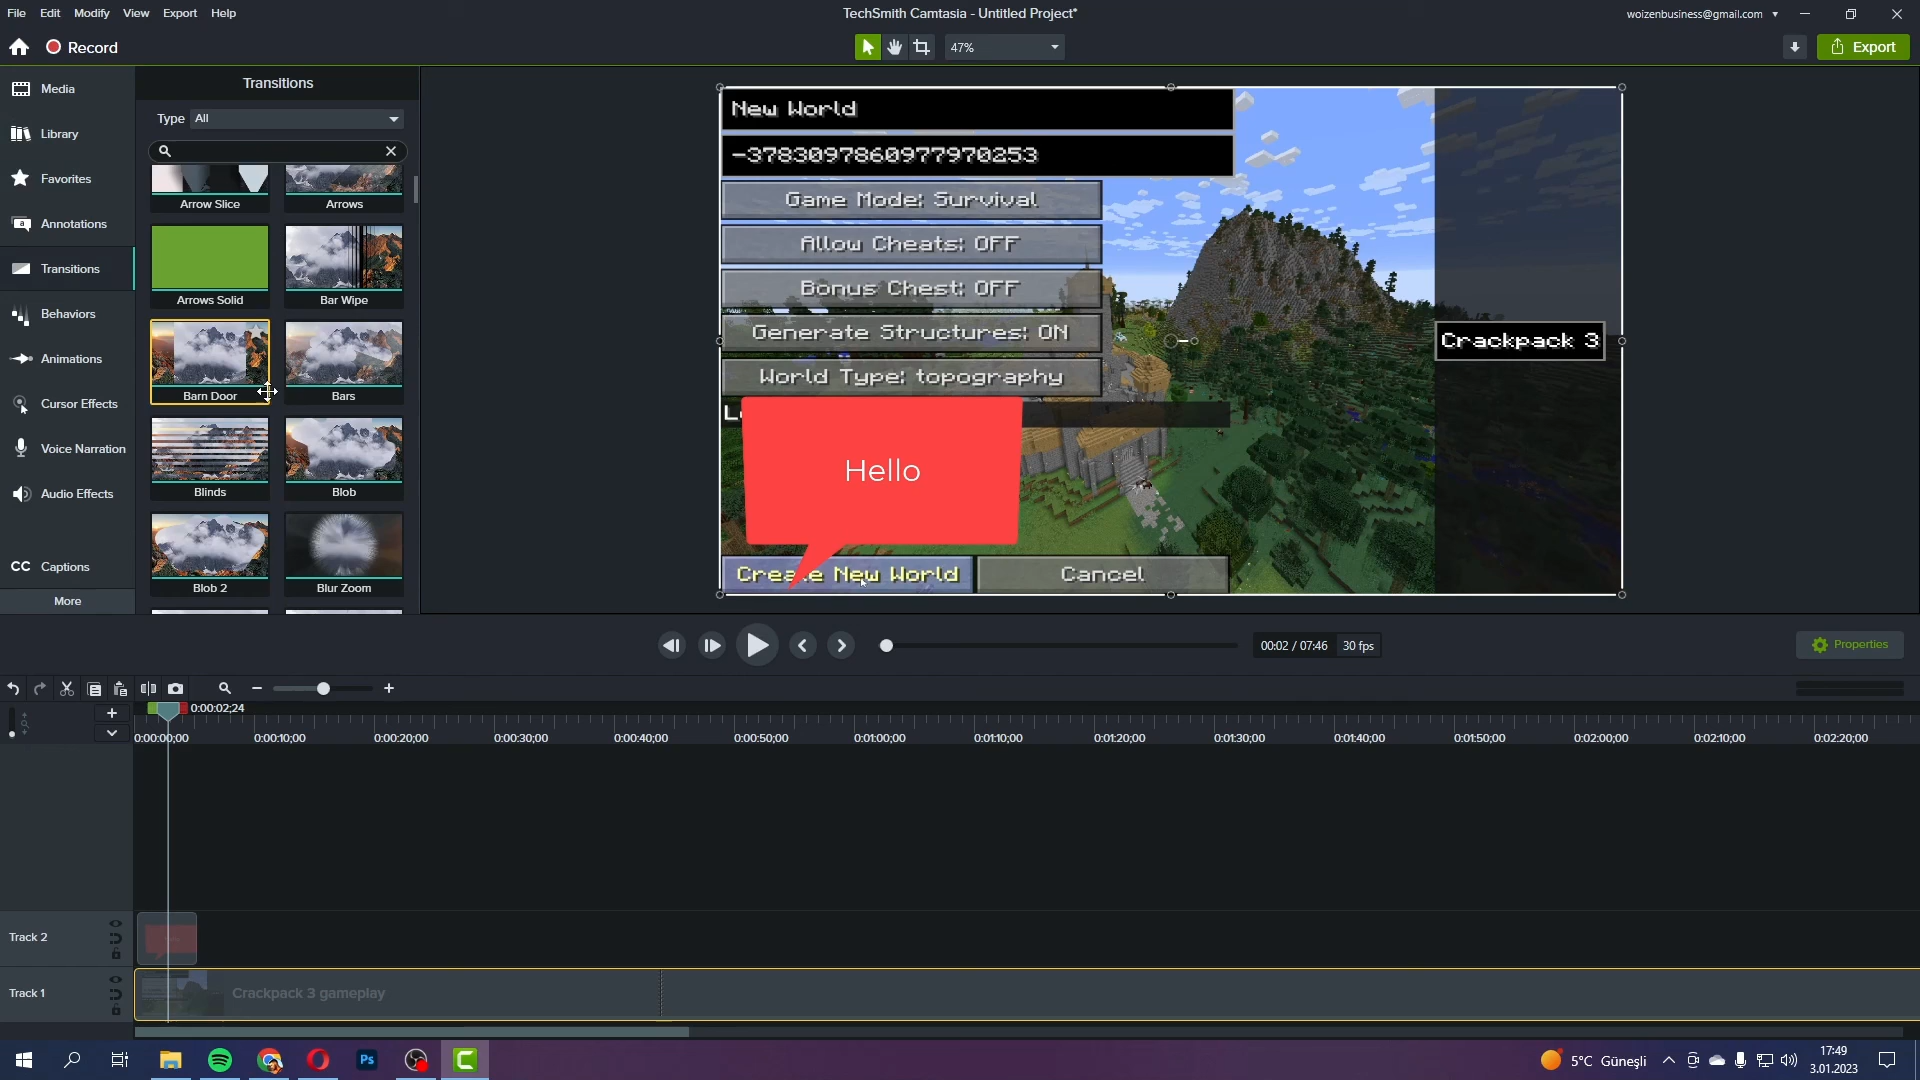 File Edit Modify View Export Help
TechSmith Camtasia - Untitled Project*
woizenbusiness@gmail.com
Record
47%
Export
Media
Library
Favorites
Annotations
Transitions
Behaviors
Animations
Cursor Effects
Voice Narration
Audio Effects
CC Captions
More
Transitions
Type All
Arrow Slice Arrows
Arrows Solid Bar Wipe
Barn Door Bars
Blinds Blob
Blob 2 Blur Zoom
New World
-3783097860977970253
Game Mode: Survival
Allow Cheats: OFF
Bonus Chest: OFF
Generate Structures: ON
World Type: topography
Hello
Create New World Cancel
Crackpack 3
00:02 / 07:46 30 fps
Properties
0:00:02;24
0:00:00;00 0:00:10;00 0:00:20;00 0:00:30;00 0:00:40;00 0:00:50;00 0:01:00;00 0:01:10;00 0:01:20;00 0:01:30;00 0:01:40;00 0:01:50;00 0:02:00;00 0:02:10;00 0:02:20;00
Track 2
Track 1
Crackpack 3 gameplay
Ps
5°C Güneşli
17:49
3.01.2023